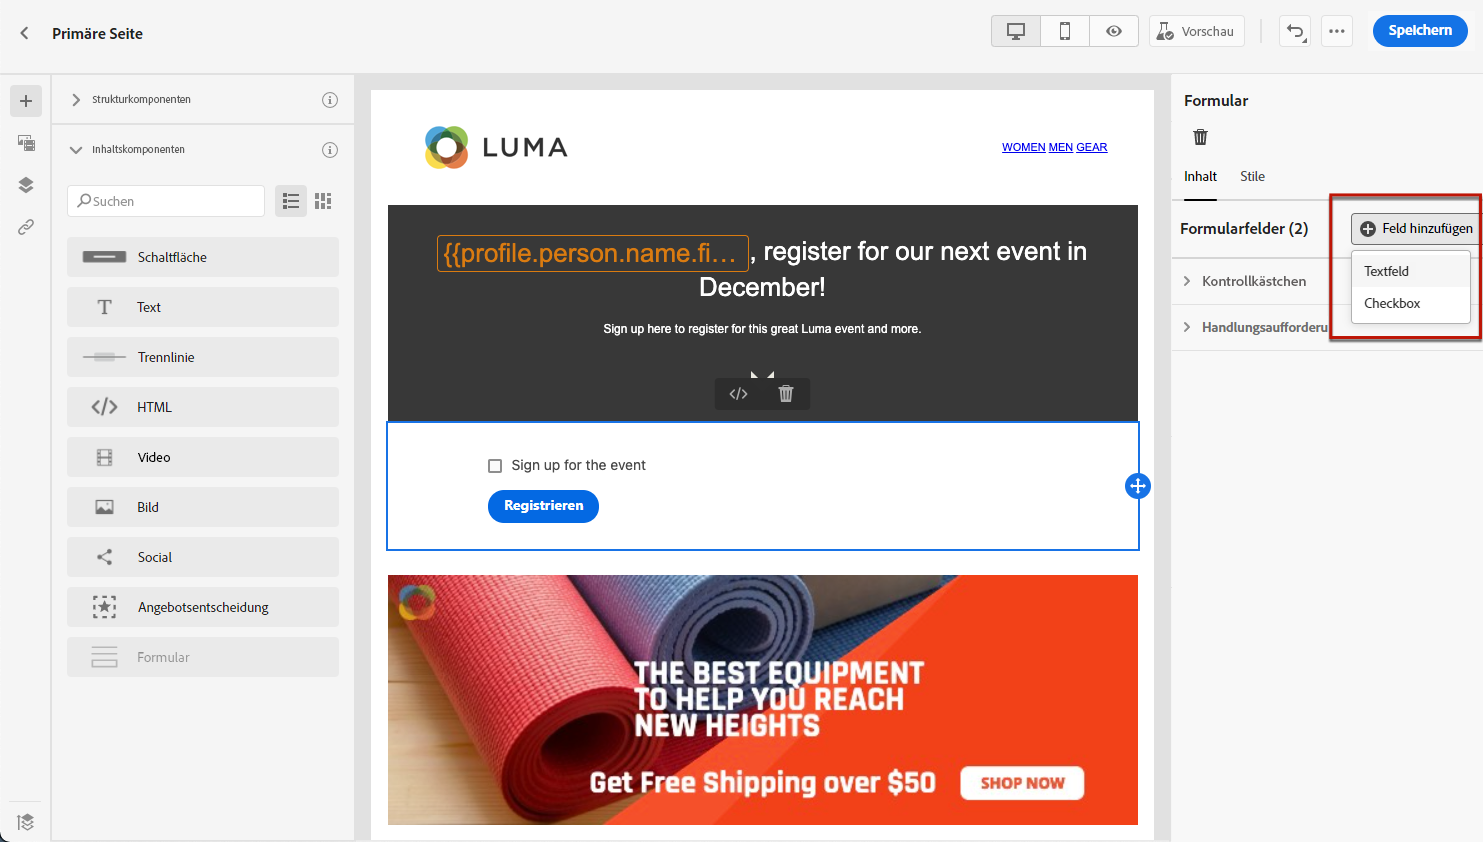 Primäre Seite
Vorschau
Speichern
Strukturkomponenten
Inhaltskomponenten
Suchen
Schaltfläche
Text
Trennlinie
HTML
Video
Bild
Social
Angebotsentscheidung
Formular
LUMA
WOMEN MEN GEAR
{{profile.person.name.fi... , register for our next event in
December!
Sign up here to register for this great Luma event and more.
Sign up for the event
Registrieren
THE BEST EQUIPMENT
TO HELP YOU REACH
NEW HEIGHTS
Get Free Shipping over $50
SHOP NOW
Formular
Inhalt Stile
Formularfelder (2)
Feld hinzufügen
Textfeld
Checkbox
Kontrollkästchen
Handlungsaufforderu